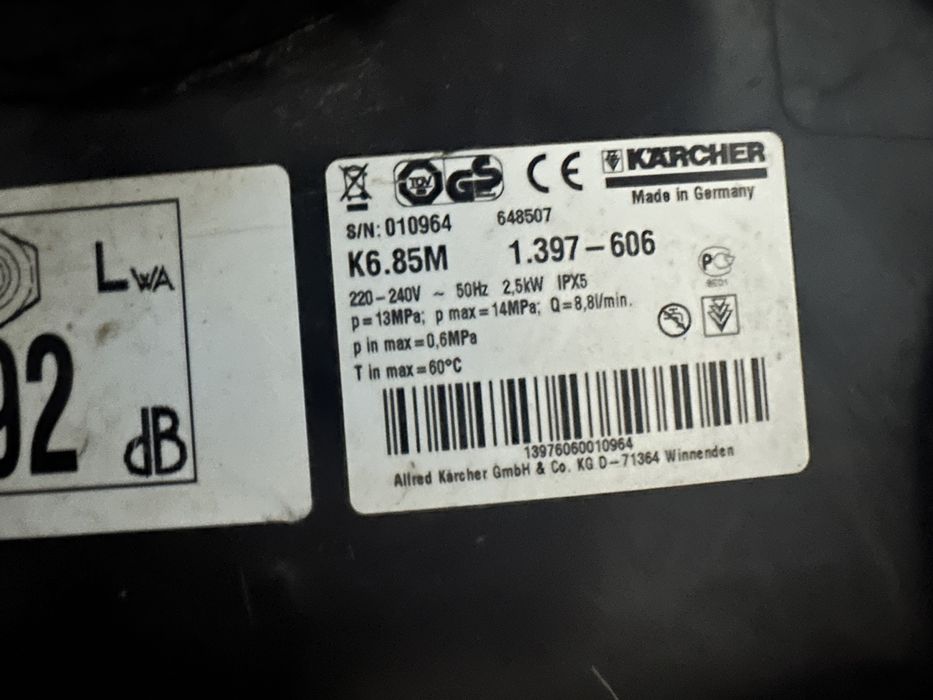 LWA
92
dB
TÜV
GS
CE
KÄRCHER
Made in Germany
S/N: 010964 648507
K6.85M 1.397-606
220-240V ~ 50Hz 2,5kW IPX5
p=13MPa; p max=14MPa; Q=8,8l/min.
p in max=0,6MPa
T in max=60°C
13976060010964
Alfred Kärcher GmbH & Co. KG D-71364 Winnenden